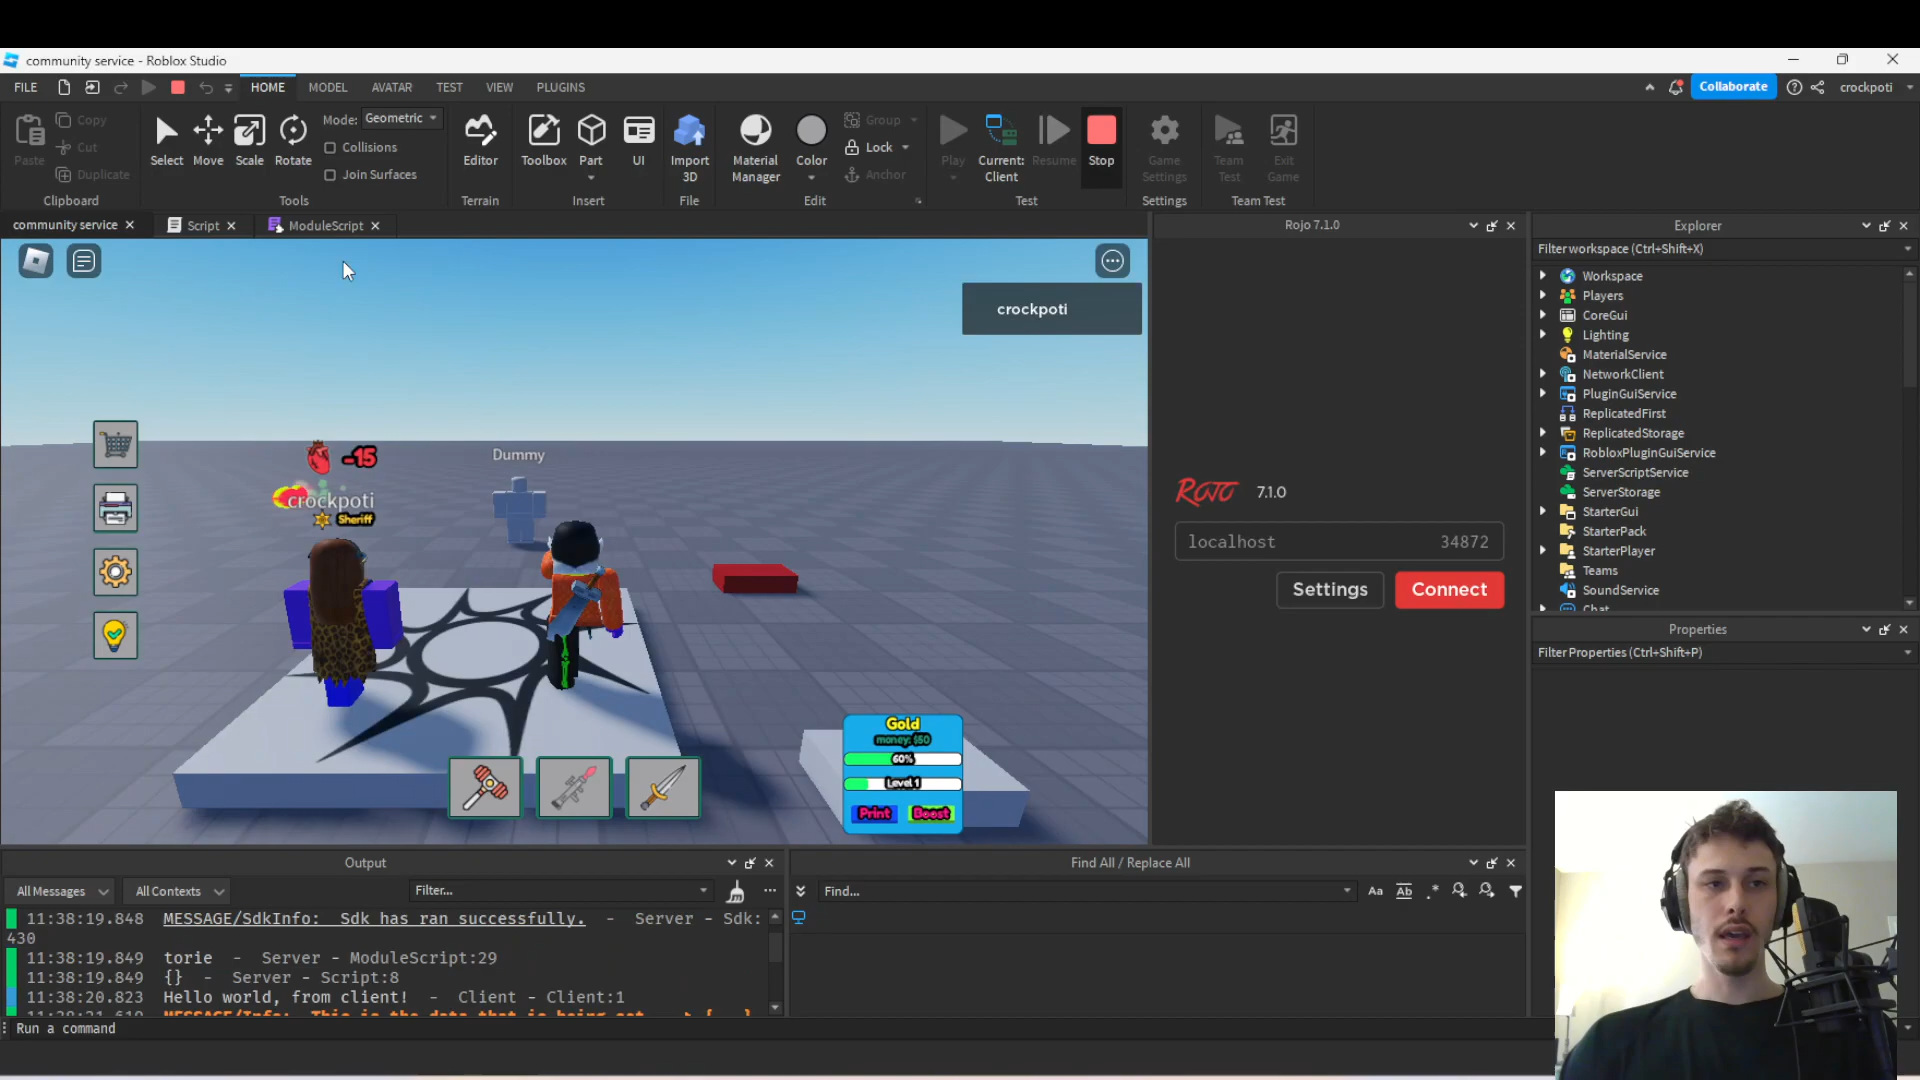 community service - Roblox Studio
FILE HOME MODEL AVATAR TEST VIEW PLUGINS Collaborate crockpoti
Paste Copy Cut Duplicate
Clipboard
Select Move Scale Rotate
Mode: Geometric
Collisions
Join Surfaces
Tools
Editor
Terrain
Toolbox Part UI
Insert
Import 3D
File
Material Manager Color
Group Lock Anchor
Edit
Play Current: Client Resume Stop
Test
Game Settings
Settings
Team Test Exit Game
Team Test
community service Script ModuleScript
crockpoti
-15
crockpoti
Sheriff
Dummy
Gold
money: $60
60%
Level 1
Print Boost
Rojo 7.1.0
Rojo 7.1.0
localhost 34872
Settings Connect
Explorer
Filter workspace (Ctrl+Shift+X)
Workspace
Players
CoreGui
Lighting
MaterialService
NetworkClient
PluginGuiService
ReplicatedFirst
ReplicatedStorage
RobloxPluginGuiService
ServerScriptService
ServerStorage
StarterGui
StarterPack
StarterPlayer
Teams
SoundService
Chat
Properties
Filter Properties (Ctrl+Shift+P)
Output
All Messages All Contexts Filter...
11:38:19.848 MESSAGE/SdkInfo: Sdk has ran successfully. - Server - Sdk:
430
11:38:19.849 torie - Server - ModuleScript:29
11:38:19.849 {} - Server - Script:8
11:38:20.823 Hello world, from client! - Client - Client:1
Find All / Replace All
Find... Aa Ab .*
Run a command